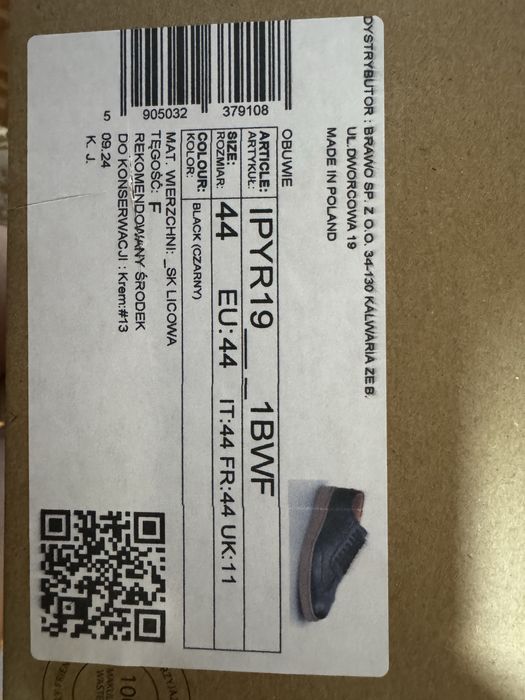 DYSTRYBUTOR : BRAWO SP. Z O.O. 34-130 KALWARIA ZEB.
UL.DWORCOWA 19
MADE IN POLAND
OBUWIE
ARTICLE: IPYR19__ _1BWF
ARTYKUŁ:
SIZE: 44 EU: 44 IT:44 FR:44 UK:11
ROZMIAR:
COLOUR: BLACK (CZARNY)
KOLOR:
MAT. WIERZCHNI: _SK LICOWA
TĘGOŚĆ: F
REKOMENDOWANY ŚRODEK
DO KONSERWACJI : Krem:#13
09.24
K. J.
5 905032 379108
10